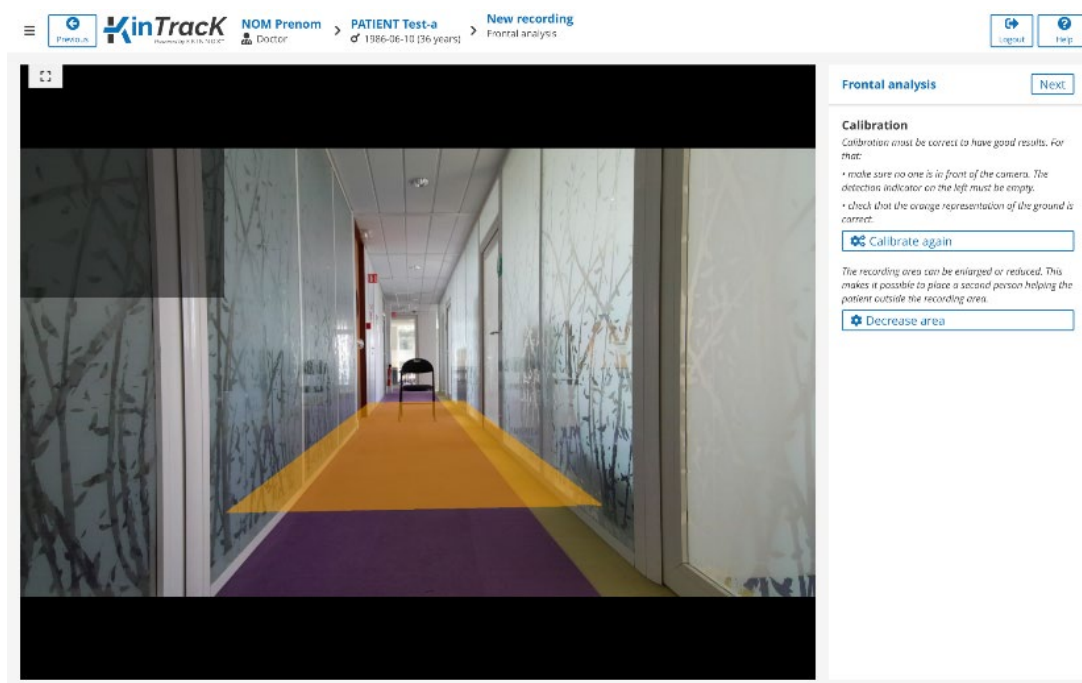 Previous
KinTracK
NOM Prenom
Doctor
PATIENT Test-a
1986-06-10 (36 years)
New recording
Frontal analysis
Logout
Help
Frontal analysis
Next
Calibration
Calibration must be correct to have good results. For
that:
• make sure no one is in front of the camera. The
detection indicator on the left must be empty.
• check that the orange representation of the ground is
correct.
Calibrate again
The recording area can be enlarged or reduced. This
makes it possible to place a second person helping the
patient outside the recording area.
Decrease area